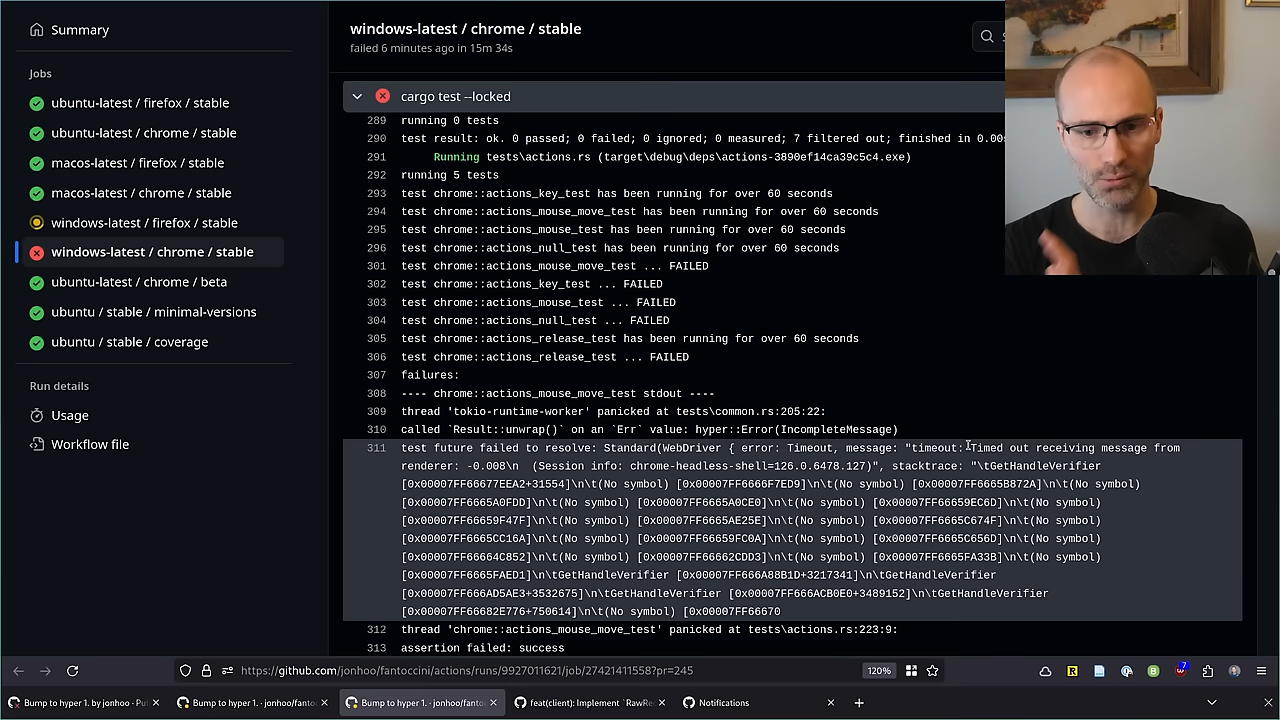 Summary
Jobs
ubuntu-latest / firefox / stable
ubuntu-latest / chrome / stable
macos-latest / firefox / stable
macos-latest / chrome / stable
windows-latest / firefox / stable
windows-latest / chrome / stable
ubuntu-latest / chrome / beta
ubuntu / stable / minimal-versions
ubuntu / stable / coverage
Run details
Usage
Workflow file
windows-latest / chrome / stable
failed 6 minutes ago in 15m 34s
cargo test --locked
289 running 0 tests
290 test result: ok. 0 passed; 0 failed; 0 ignored; 0 measured; 7 filtered out; finished in 0.00s
291 Running tests\actions.rs (target\debug\deps\actions-3890ef14ca39c5c4.exe)
292 running 5 tests
293 test chrome::actions_key_test has been running for over 60 seconds
294 test chrome::actions_mouse_move_test has been running for over 60 seconds
295 test chrome::actions_mouse_test has been running for over 60 seconds
296 test chrome::actions_null_test has been running for over 60 seconds
301 test chrome::actions_mouse_move_test ... FAILED
302 test chrome::actions_key_test ... FAILED
303 test chrome::actions_mouse_test ... FAILED
304 test chrome::actions_null_test ... FAILED
305 test chrome::actions_release_test has been running for over 60 seconds
306 test chrome::actions_release_test ... FAILED
307 failures:
308 ---- chrome::actions_mouse_move_test stdout ----
309 thread 'tokio-runtime-worker' panicked at tests\common.rs:205:22:
310 called `Result::unwrap()` on an `Err` value: hyper::Error(IncompleteMessage)
311 test future failed to resolve: Standard(WebDriver { error: Timeout, message: "timeout: Timed out receiving message from
renderer: -0.008\n  (Session info: chrome-headless-shell=126.0.6478.127)", stacktrace: "\tGetHandleVerifier
[0x00007FF66677EEA2+31554]\n\t(No symbol) [0x00007FF6666F7ED9]\n\t(No symbol) [0x00007FF6665B872A]\n\t(No symbol)
[0x00007FF6665A0FDD]\n\t(No symbol) [0x00007FF6665A0CE0]\n\t(No symbol) [0x00007FF66659EC6D]\n\t(No symbol)
[0x00007FF66659F47F]\n\t(No symbol) [0x00007FF6665AE25E]\n\t(No symbol) [0x00007FF6665C674F]\n\t(No symbol)
[0x00007FF6665CC16A]\n\t(No symbol) [0x00007FF66659FC0A]\n\t(No symbol) [0x00007FF6665C656D]\n\t(No symbol)
[0x00007FF66664C852]\n\t(No symbol) [0x00007FF66662CDD3]\n\t(No symbol) [0x00007FF6665FA33B]\n\t(No symbol)
[0x00007FF6665FAED1]\n\tGetHandleVerifier [0x00007FF666A88B1D+3217341]\n\tGetHandleVerifier
[0x00007FF666AD5AE3+3532675]\n\tGetHandleVerifier [0x00007FF666ACB0E0+3489152]\n\tGetHandleVerifier
[0x00007FF66682E776+750614]\n\t(No symbol) [0x00007FF66670
312 thread 'chrome::actions_mouse_move_test' panicked at tests\actions.rs:223:9:
313 assertion failed: success
https://github.com/jonhoo/fantoccini/actions/runs/9927011621/job/27421411558?pr=245
120%
7
Bump to hyper 1. by jonhoo · Pul
Bump to hyper 1. · jonhoo/fanto
Bump to hyper 1. · jonhoo/fanto
feat(client): Implement `RawRec
Notifications